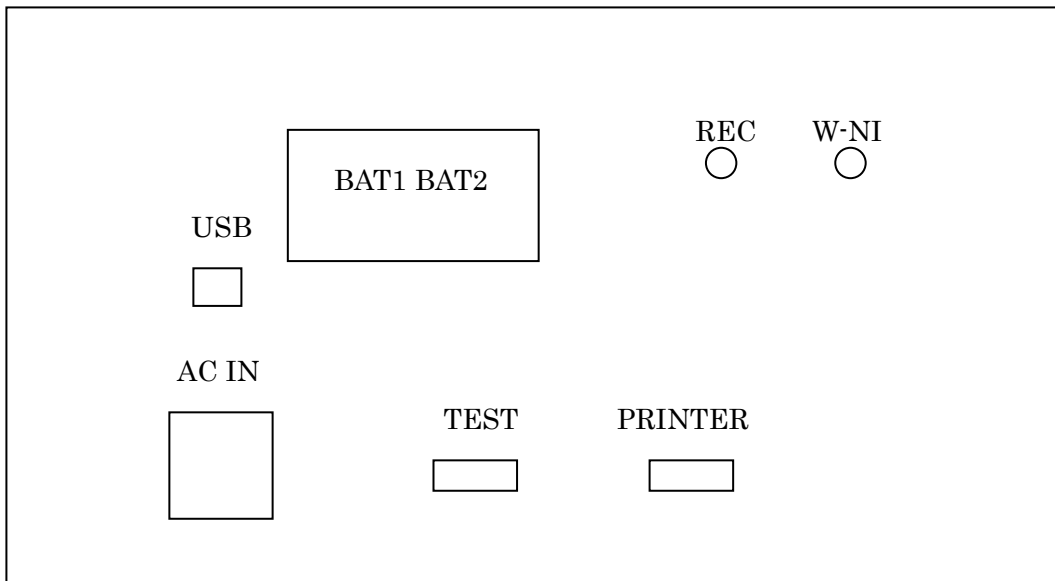 REC W-NI
BAT1 BAT2
USB
AC IN
TEST PRINTER